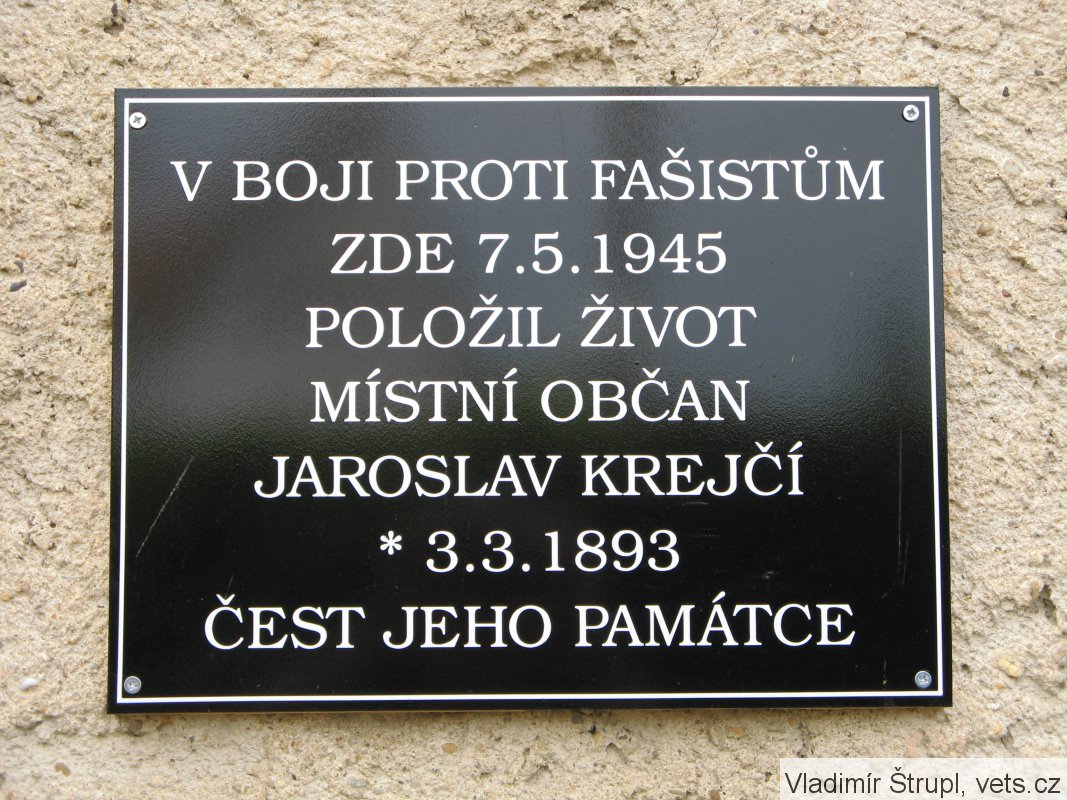 V BOJI PROTI FAŠISTŮM
ZDE 7.5.1945
POLOŽIL ŽIVOT
MÍSTNÍ OBČAN
JAROSLAV KREJČÍ
* 3.3.1893
ČEST JEHO PAMÁTCE
Vladimír Štrupl, vets.cz